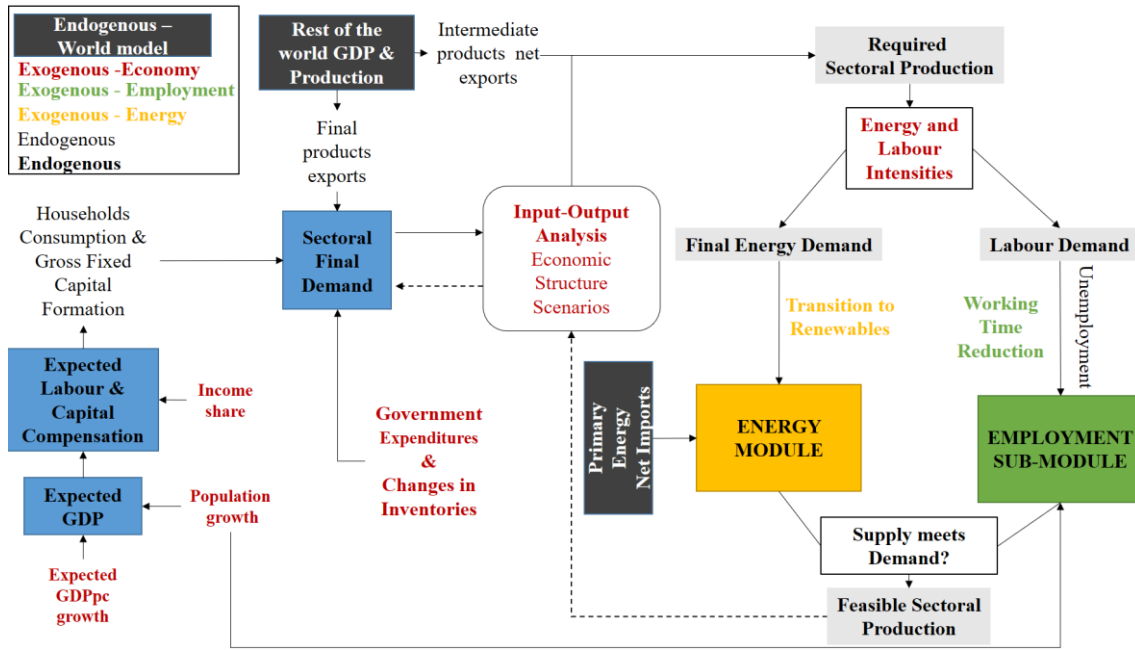 Endogenous –
World model
Exogenous -Economy
Exogenous - Employment
Exogenous - Energy
Endogenous
Endogenous
Rest of the
world GDP &
Production
Intermediate
products net
exports
Required
Sectoral Production
Final
products
exports
Energy and
Labour
Intensities
Households
Consumption &
Gross Fixed
Capital
Formation
Sectoral
Final
Demand
Input-Output
Analysis
Economic
Structure
Scenarios
Final Energy Demand
Labour Demand
Transition to
Renewables
Working
Time
Reduction
Unemployment
Expected
Labour &
Capital
Compensation
Income
share
Government
Expenditures
&
Changes in
Inventories
Primary
Energy
Net Imports
ENERGY
MODULE
EMPLOYMENT
SUB-MODULE
Expected
GDP
Population
growth
Supply meets
Demand?
Expected
GDPpc
growth
Feasible Sectoral
Production